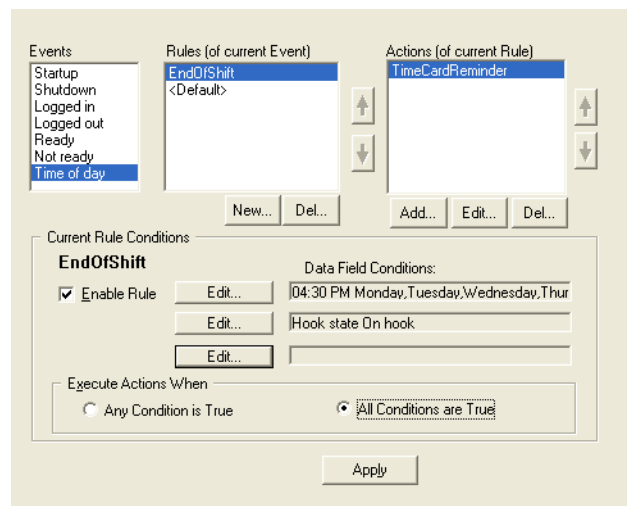 Events
Startup
Shutdown
Logged in
Logged out
Ready
Not ready
Time of day
Rules (of current Event)
EndOfShift
<Default>
New... Del...
Actions (of current Rule)
TimeCardReminder
Add... Edit... Del...
Current Rule Conditions
EndOfShift
Data Field Conditions:
Enable Rule Edit... 04:30 PM Monday,Tuesday,Wednesday,Thur
Edit... Hook state On hook
Edit...
Execute Actions When
Any Condition is True All Conditions are True
Apply